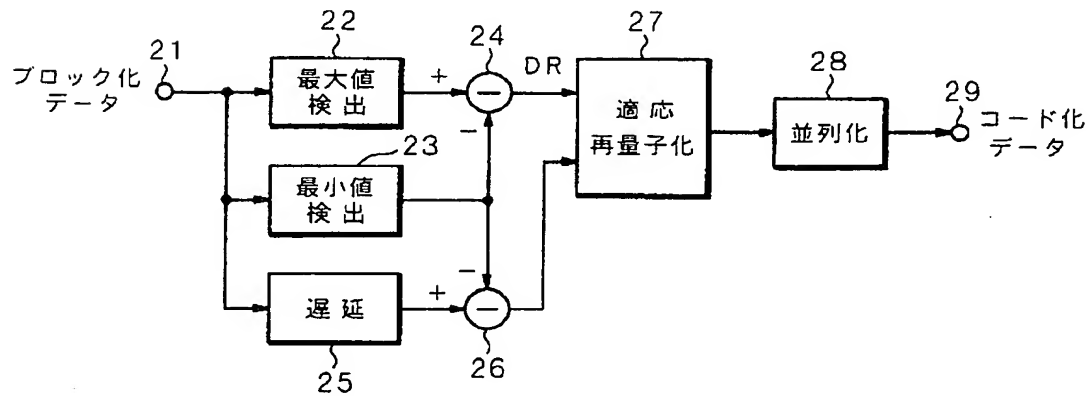 21
ブロック化
データ
22
最大値
検出
+
24
−
DR
−
27
適応
再量子化
28
並列化
29
コード化
データ
23
最小値
検出
−
遅延
25
+
−
26